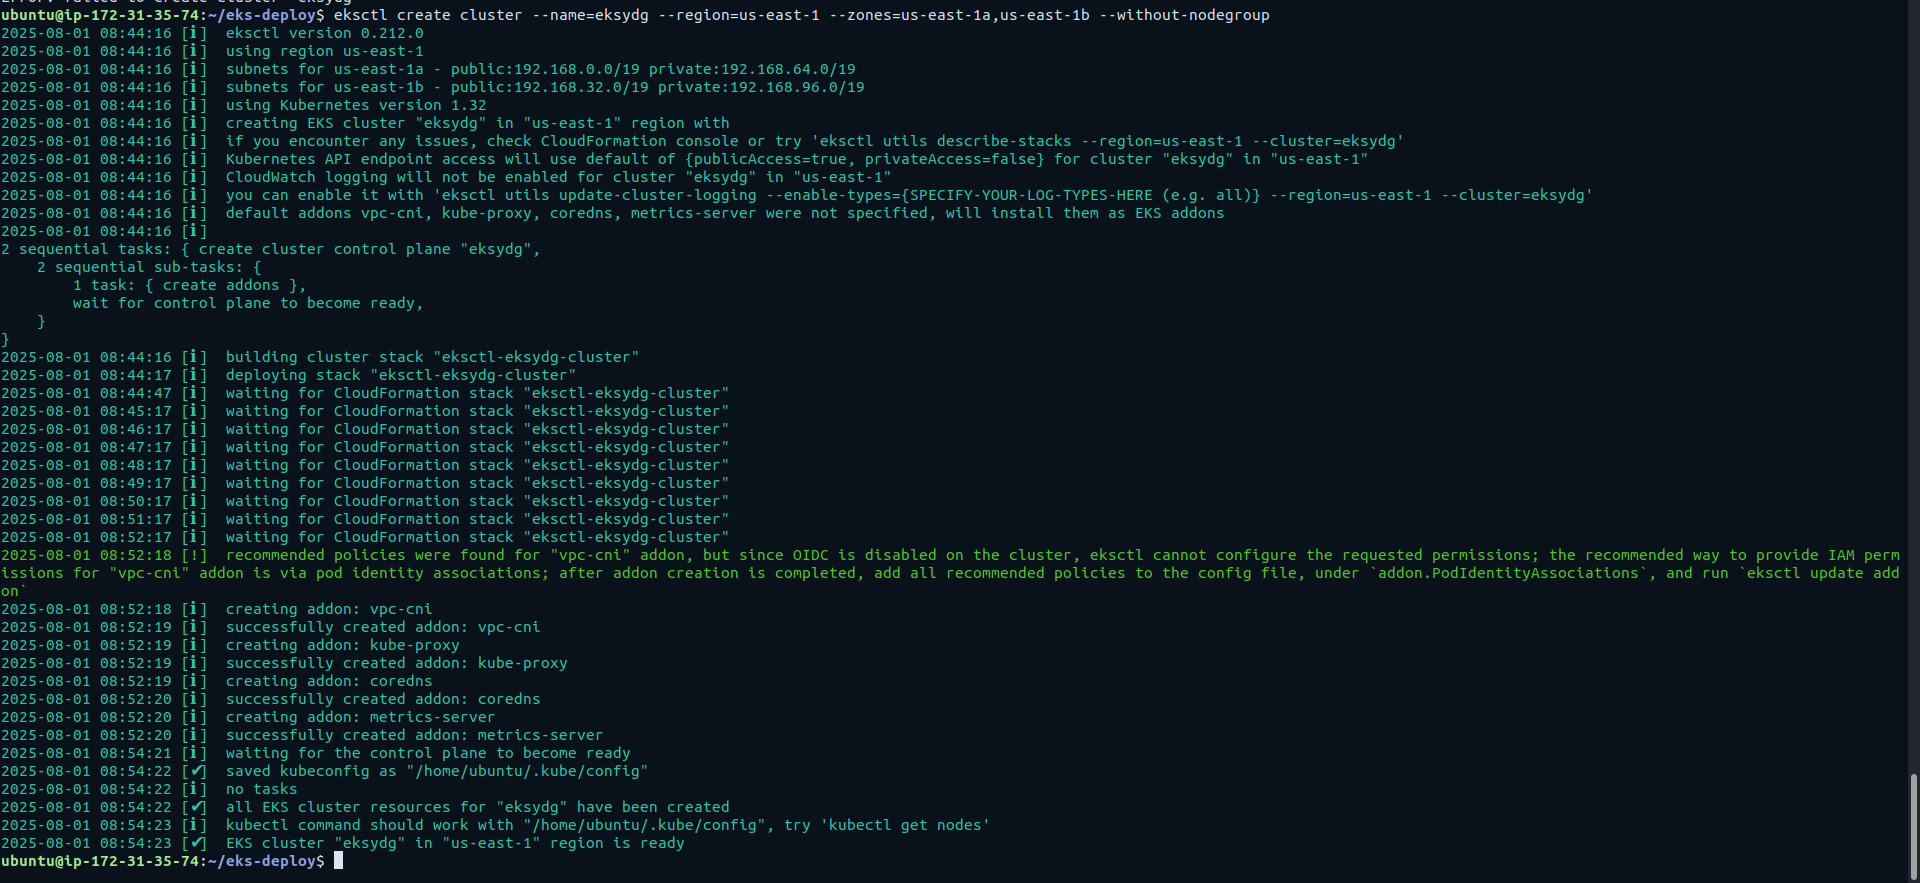 Error: failed to create cluster "eksydg"
ubuntu@ip-172-31-35-74:~/eks-deploy$ eksctl create cluster --name=eksydg --region=us-east-1 --zones=us-east-1a,us-east-1b --without-nodegroup
2025-08-01 08:44:16 [ℹ]  eksctl version 0.212.0
2025-08-01 08:44:16 [ℹ]  using region us-east-1
2025-08-01 08:44:16 [ℹ]  subnets for us-east-1a - public:192.168.0.0/19 private:192.168.64.0/19
2025-08-01 08:44:16 [ℹ]  subnets for us-east-1b - public:192.168.32.0/19 private:192.168.96.0/19
2025-08-01 08:44:16 [ℹ]  using Kubernetes version 1.32
2025-08-01 08:44:16 [ℹ]  creating EKS cluster "eksydg" in "us-east-1" region with
2025-08-01 08:44:16 [ℹ]  if you encounter any issues, check CloudFormation console or try 'eksctl utils describe-stacks --region=us-east-1 --cluster=eksydg'
2025-08-01 08:44:16 [ℹ]  Kubernetes API endpoint access will use default of {publicAccess=true, privateAccess=false} for cluster "eksydg" in "us-east-1"
2025-08-01 08:44:16 [ℹ]  CloudWatch logging will not be enabled for cluster "eksydg" in "us-east-1"
2025-08-01 08:44:16 [ℹ]  you can enable it with 'eksctl utils update-cluster-logging --enable-types={SPECIFY-YOUR-LOG-TYPES-HERE (e.g. all)} --region=us-east-1 --cluster=eksydg'
2025-08-01 08:44:16 [ℹ]  default addons vpc-cni, kube-proxy, coredns, metrics-server were not specified, will install them as EKS addons
2025-08-01 08:44:16 [ℹ]
2 sequential tasks: { create cluster control plane "eksydg",
    2 sequential sub-tasks: {
        1 task: { create addons },
        wait for control plane to become ready,
    }
}
2025-08-01 08:44:16 [ℹ]  building cluster stack "eksctl-eksydg-cluster"
2025-08-01 08:44:17 [ℹ]  deploying stack "eksctl-eksydg-cluster"
2025-08-01 08:44:47 [ℹ]  waiting for CloudFormation stack "eksctl-eksydg-cluster"
2025-08-01 08:45:17 [ℹ]  waiting for CloudFormation stack "eksctl-eksydg-cluster"
2025-08-01 08:46:17 [ℹ]  waiting for CloudFormation stack "eksctl-eksydg-cluster"
2025-08-01 08:47:17 [ℹ]  waiting for CloudFormation stack "eksctl-eksydg-cluster"
2025-08-01 08:48:17 [ℹ]  waiting for CloudFormation stack "eksctl-eksydg-cluster"
2025-08-01 08:49:17 [ℹ]  waiting for CloudFormation stack "eksctl-eksydg-cluster"
2025-08-01 08:50:17 [ℹ]  waiting for CloudFormation stack "eksctl-eksydg-cluster"
2025-08-01 08:51:17 [ℹ]  waiting for CloudFormation stack "eksctl-eksydg-cluster"
2025-08-01 08:52:17 [ℹ]  waiting for CloudFormation stack "eksctl-eksydg-cluster"
2025-08-01 08:52:18 [!]  recommended policies were found for "vpc-cni" addon, but since OIDC is disabled on the cluster, eksctl cannot configure the requested permissions; the recommended way to provide IAM perm
issions for "vpc-cni" addon is via pod identity associations; after addon creation is completed, add all recommended policies to the config file, under `addon.PodIdentityAssociations`, and run `eksctl update add
on`
2025-08-01 08:52:18 [ℹ]  creating addon: vpc-cni
2025-08-01 08:52:19 [ℹ]  successfully created addon: vpc-cni
2025-08-01 08:52:19 [ℹ]  creating addon: kube-proxy
2025-08-01 08:52:19 [ℹ]  successfully created addon: kube-proxy
2025-08-01 08:52:19 [ℹ]  creating addon: coredns
2025-08-01 08:52:20 [ℹ]  successfully created addon: coredns
2025-08-01 08:52:20 [ℹ]  creating addon: metrics-server
2025-08-01 08:52:20 [ℹ]  successfully created addon: metrics-server
2025-08-01 08:54:21 [ℹ]  waiting for the control plane to become ready
2025-08-01 08:54:22 [✔]  saved kubeconfig as "/home/ubuntu/.kube/config"
2025-08-01 08:54:22 [ℹ]  no tasks
2025-08-01 08:54:22 [✔]  all EKS cluster resources for "eksydg" have been created
2025-08-01 08:54:23 [ℹ]  kubectl command should work with "/home/ubuntu/.kube/config", try 'kubectl get nodes'
2025-08-01 08:54:23 [✔]  EKS cluster "eksydg" in "us-east-1" region is ready
ubuntu@ip-172-31-35-74:~/eks-deploy$